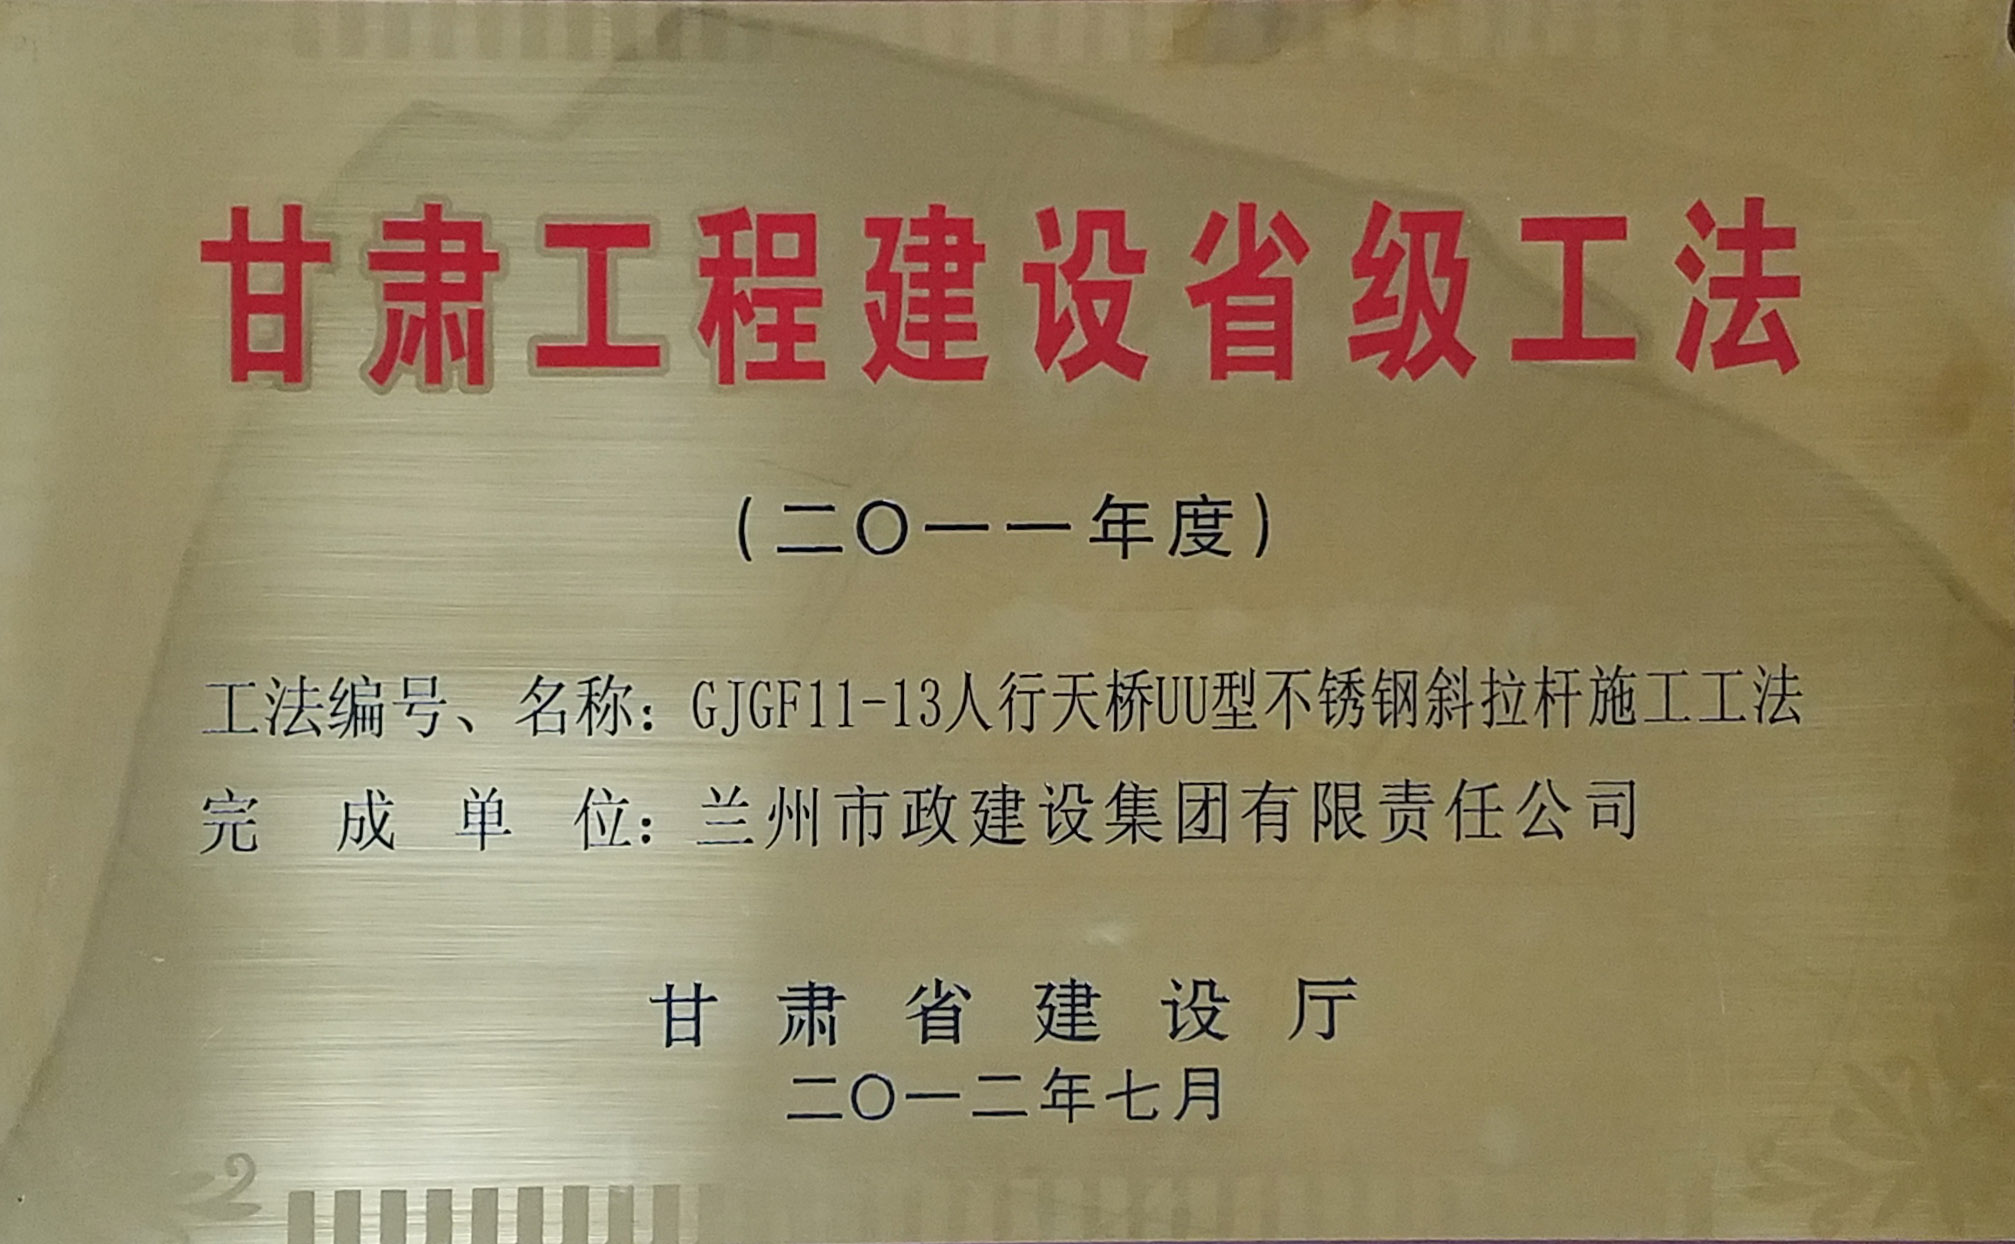 甘肃工程建设省级工法
(二〇一一年度)
工法编号、名称：GJGF11-13人行天桥UU型不锈钢斜拉杆施工工法
完成单位：兰州市政建设集团有限责任公司
甘肃省建设厅
二〇一二年七月